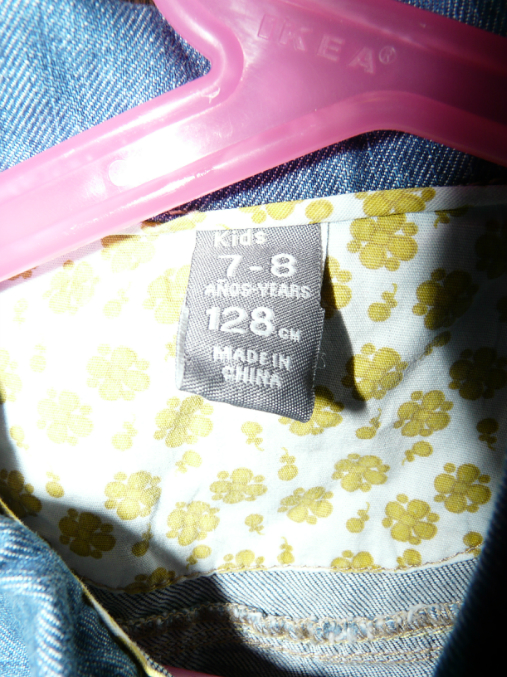 IKEA®
Kids
7-8
AÑOS-YEARS
128 CM
MADE IN
CHINA